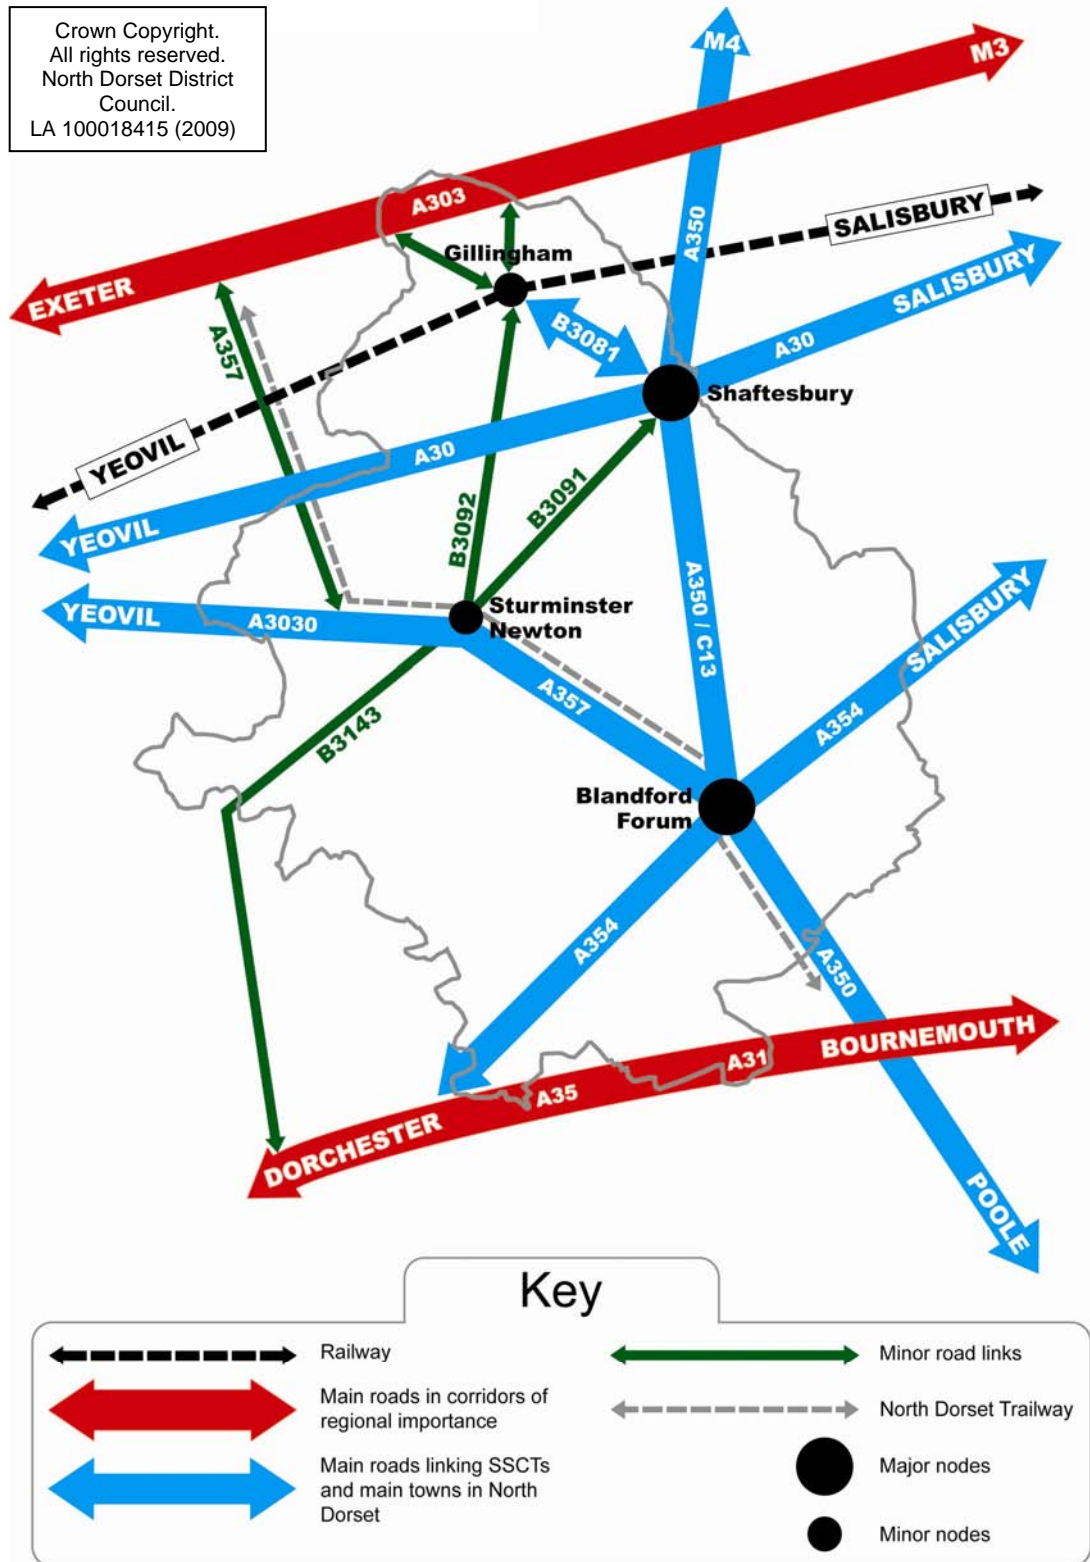 Crown Copyright.
All rights reserved.
North Dorset District
Council.
LA 100018415 (2009)
M4
M3
A303
EXETER
A350
SALISBURY
Gillingham
SALISBURY
A357
B3081
A30
Shaftesbury
YEOVIL
A30
B3092
B3091
YEOVIL
A350 / C13
YEOVIL
A3030
Sturminster
Newton
SALISBURY
A357
A354
B3143
Blandford
Forum
A354
A350
BOURNEMOUTH
A31
A35
DORCHESTER
POOLE
Key
Railway
Main roads in corridors of
regional importance
Main roads linking SSCTs
and main towns in North
Dorset
Minor road links
North Dorset Trailway
Major nodes
Minor nodes